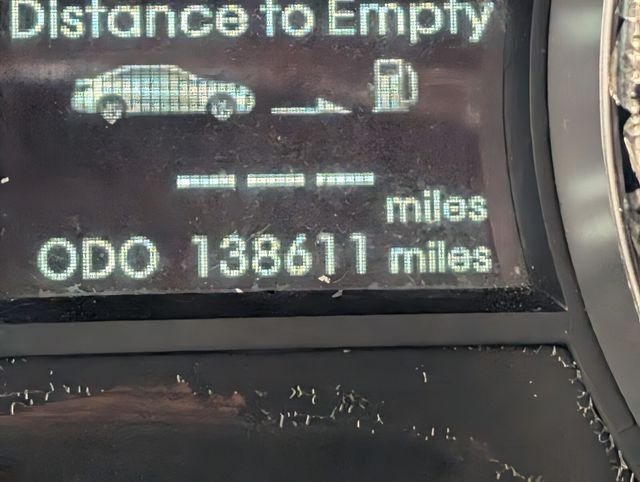 Distance to Empty
--- miles
ODO 138611 miles